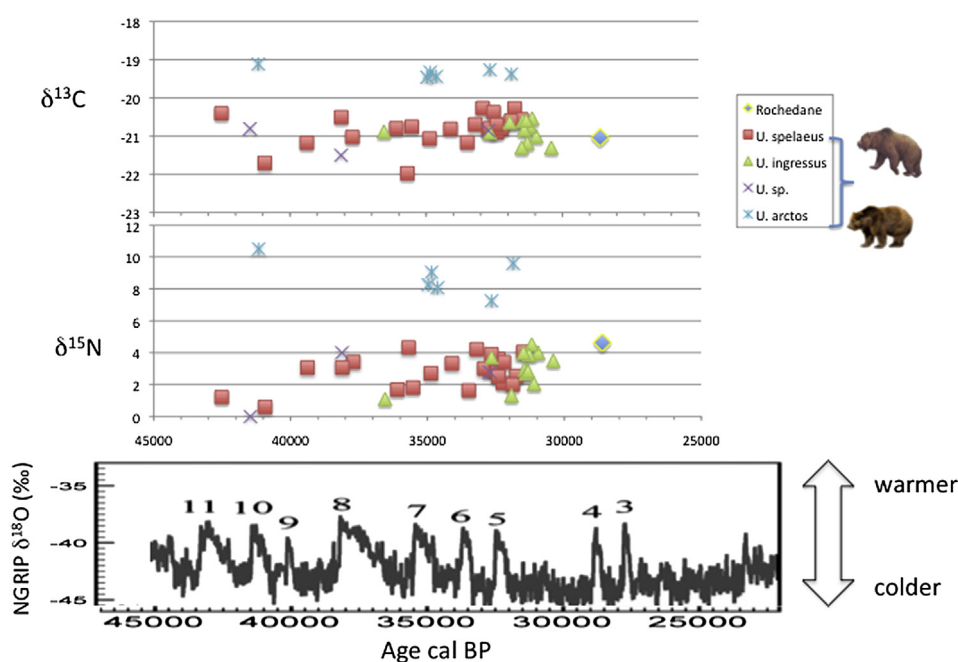 -18
-19
-20
-21
-22
-23
δ¹³C
12
10
8
6
4
2
0
δ¹⁵N
45000 40000 35000 30000 25000
Rochedane
U. spelaeus
U. ingressus
U. sp.
U. arctos
NGRIP δ¹⁸O (‰)
-35
-40
-45
11 10 9 8 7 6 5 4 3
45000 40000 35000 30000 25000
Age cal BP
warmer
colder